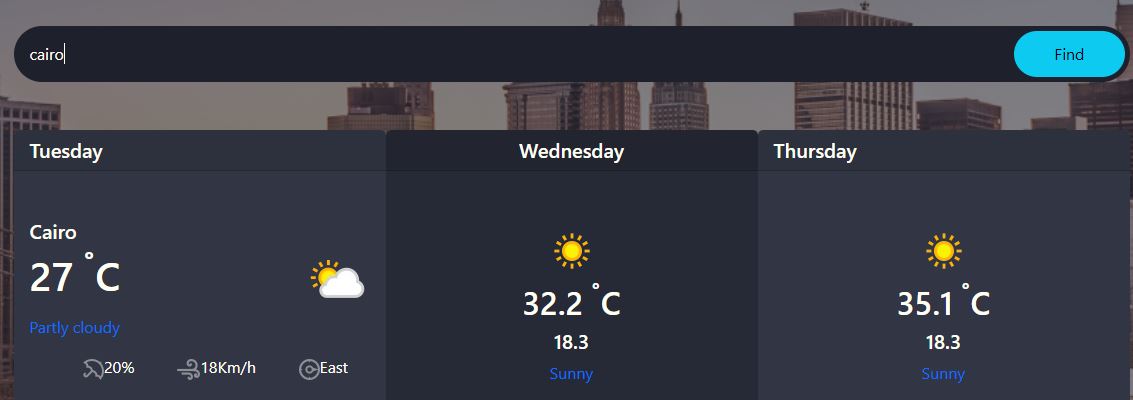 cairo
Find
Tuesday
Wednesday
Thursday
Cairo
27 °C
Partly cloudy
20%
18Km/h
East
32.2 °C
18.3
Sunny
35.1 °C
18.3
Sunny